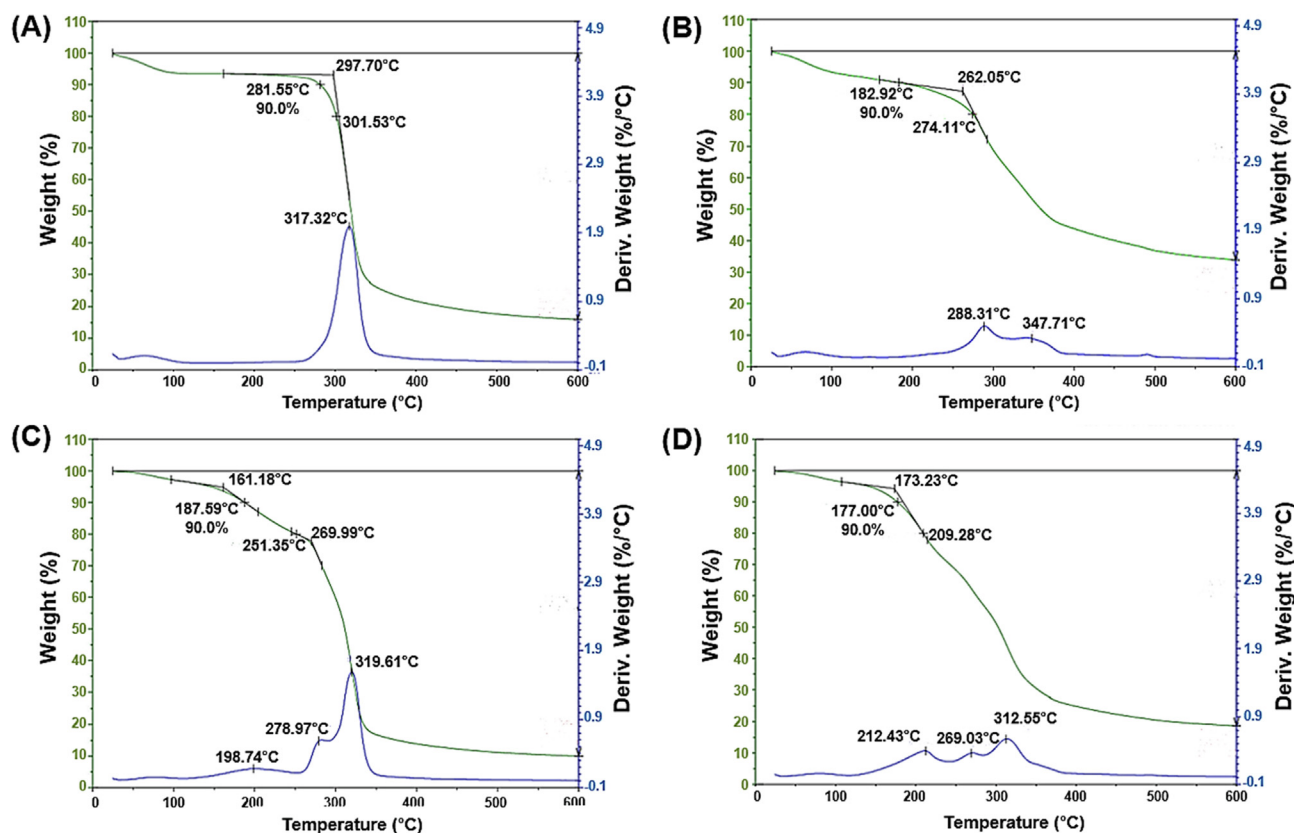 (A)
Weight (%)
110
100
90
80
70
60
50
40
30
20
10
0
297.70°C
281.55°C
90.0%
301.53°C
317.32°C
4.9
3.9
2.9
1.9
0.9
-0.1
Deriv. Weight (%/°C)
0 100 200 300 400 500 600
Temperature (°C)
(B)
Weight (%)
110
100
90
80
70
60
50
40
30
20
10
0
262.05°C
182.92°C
90.0%
274.11°C
288.31°C
347.71°C
4.9
3.9
2.9
1.9
0.9
-0.1
Deriv. Weight (%/°C)
0 100 200 300 400 500 600
Temperature (°C)
(C)
Weight (%)
110
100
90
80
70
60
50
40
30
20
10
0
161.18°C
187.59°C
90.0%
251.35°C
269.99°C
319.61°C
278.97°C
198.74°C
4.9
3.9
2.9
1.9
0.9
-0.1
Deriv. Weight (%/°C)
0 100 200 300 400 500 600
Temperature (°C)
(D)
Weight (%)
110
100
90
80
70
60
50
40
30
20
10
0
173.23°C
177.00°C
90.0%
209.28°C
312.55°C
212.43°C
269.03°C
4.9
3.9
2.9
1.9
0.9
-0.1
Deriv. Weight (%/°C)
0 100 200 300 400 500 600
Temperature (°C)